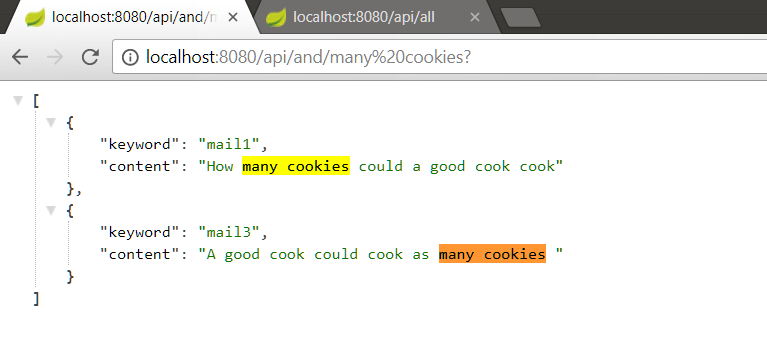 localhost:8080/api/and/m
localhost:8080/api/all
localhost:8080/api/and/many%20cookies?
[
{
"keyword": "mail1",
"content": "How many cookies could a good cook cook"
},
{
"keyword": "mail3",
"content": "A good cook could cook as many cookies "
}
]